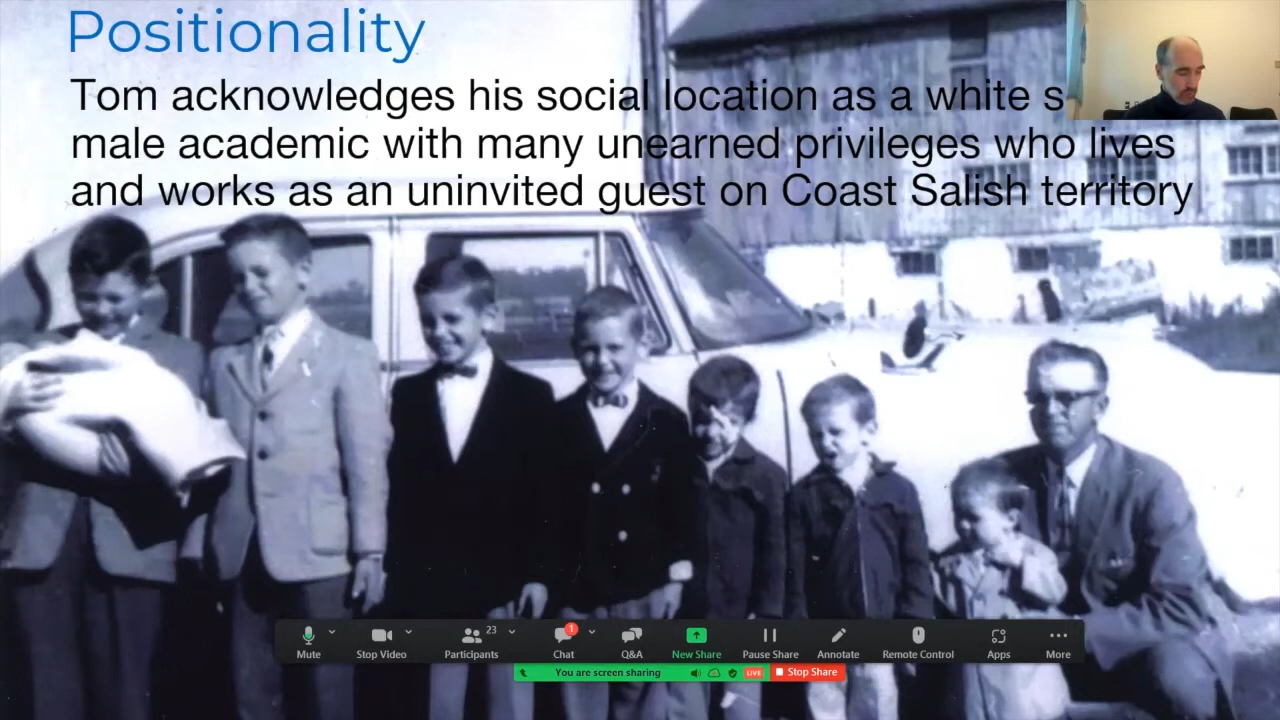 Positionality
Tom acknowledges his social location as a white s
male academic with many unearned privileges who lives
and works as an uninvited guest on Coast Salish territory
Mute
Stop Video
23
Participants
1
Chat
Q&A
New Share
Pause Share
Annotate
Remote Control
Apps
More
You are screen sharing
LIVE
Stop Share